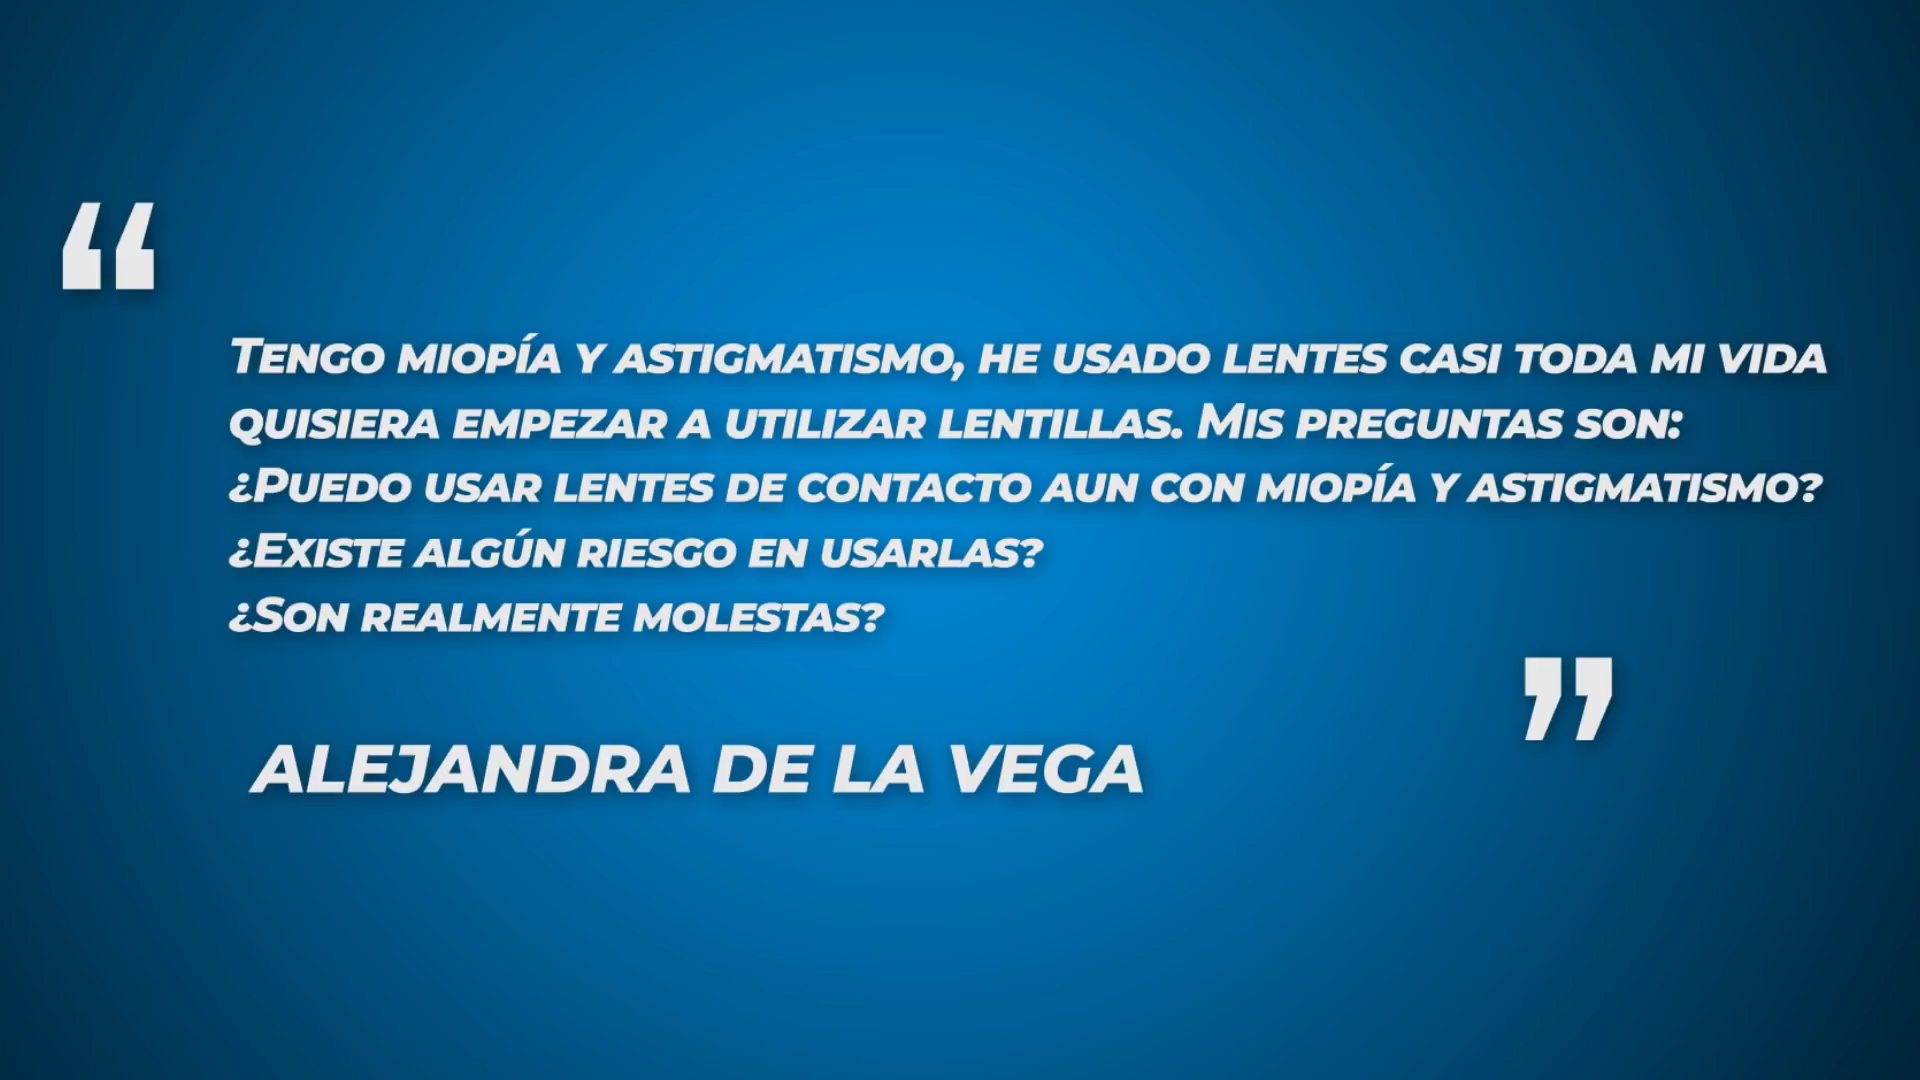 “
Tengo miopía y astigmatismo, he usado lentes casi toda mi vida
quisiera empezar a utilizar lentillas. Mis preguntas son:
¿Puedo usar lentes de contacto aun con miopía y astigmatismo?
¿Existe algún riesgo en usarlas?
¿Son realmente molestas?
”
ALEJANDRA DE LA VEGA